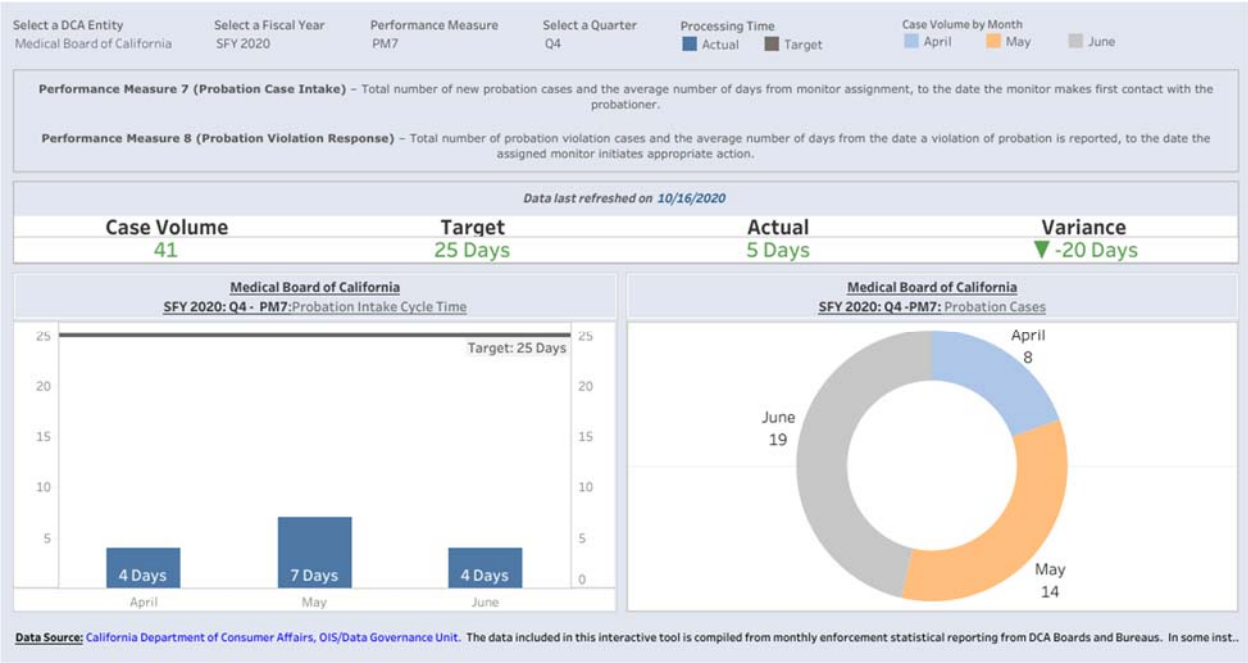 Select a DCA Entity
Medical Board of California
Select a Fiscal Year
SFY 2020
Performance Measure
PM7
Select a Quarter
Q4
Processing Time
Actual Target
Case Volume by Month
April May June
Performance Measure 7 (Probation Case Intake) – Total number of new probation cases and the average number of days from monitor assignment, to the date the monitor makes first contact with the
probationer.
Performance Measure 8 (Probation Violation Response) – Total number of probation violation cases and the average number of days from the date a violation of probation is reported, to the date the
assigned monitor initiates appropriate action.
Data last refreshed on 10/16/2020
Case Volume Target Actual Variance
41 25 Days 5 Days ▼ -20 Days
Medical Board of California
SFY 2020: Q4 - PM7:Probation Intake Cycle Time
25 25
Target: 25 Days
20 20
15 15
10 10
5 5
4 Days 7 Days 4 Days 0
April May June
Medical Board of California
SFY 2020: Q4 -PM7: Probation Cases
April
8
June
19
May
14
Data Source: California Department of Consumer Affairs, OIS/Data Governance Unit. The data included in this interactive tool is compiled from monthly enforcement statistical reporting from DCA Boards and Bureaus. In some inst..